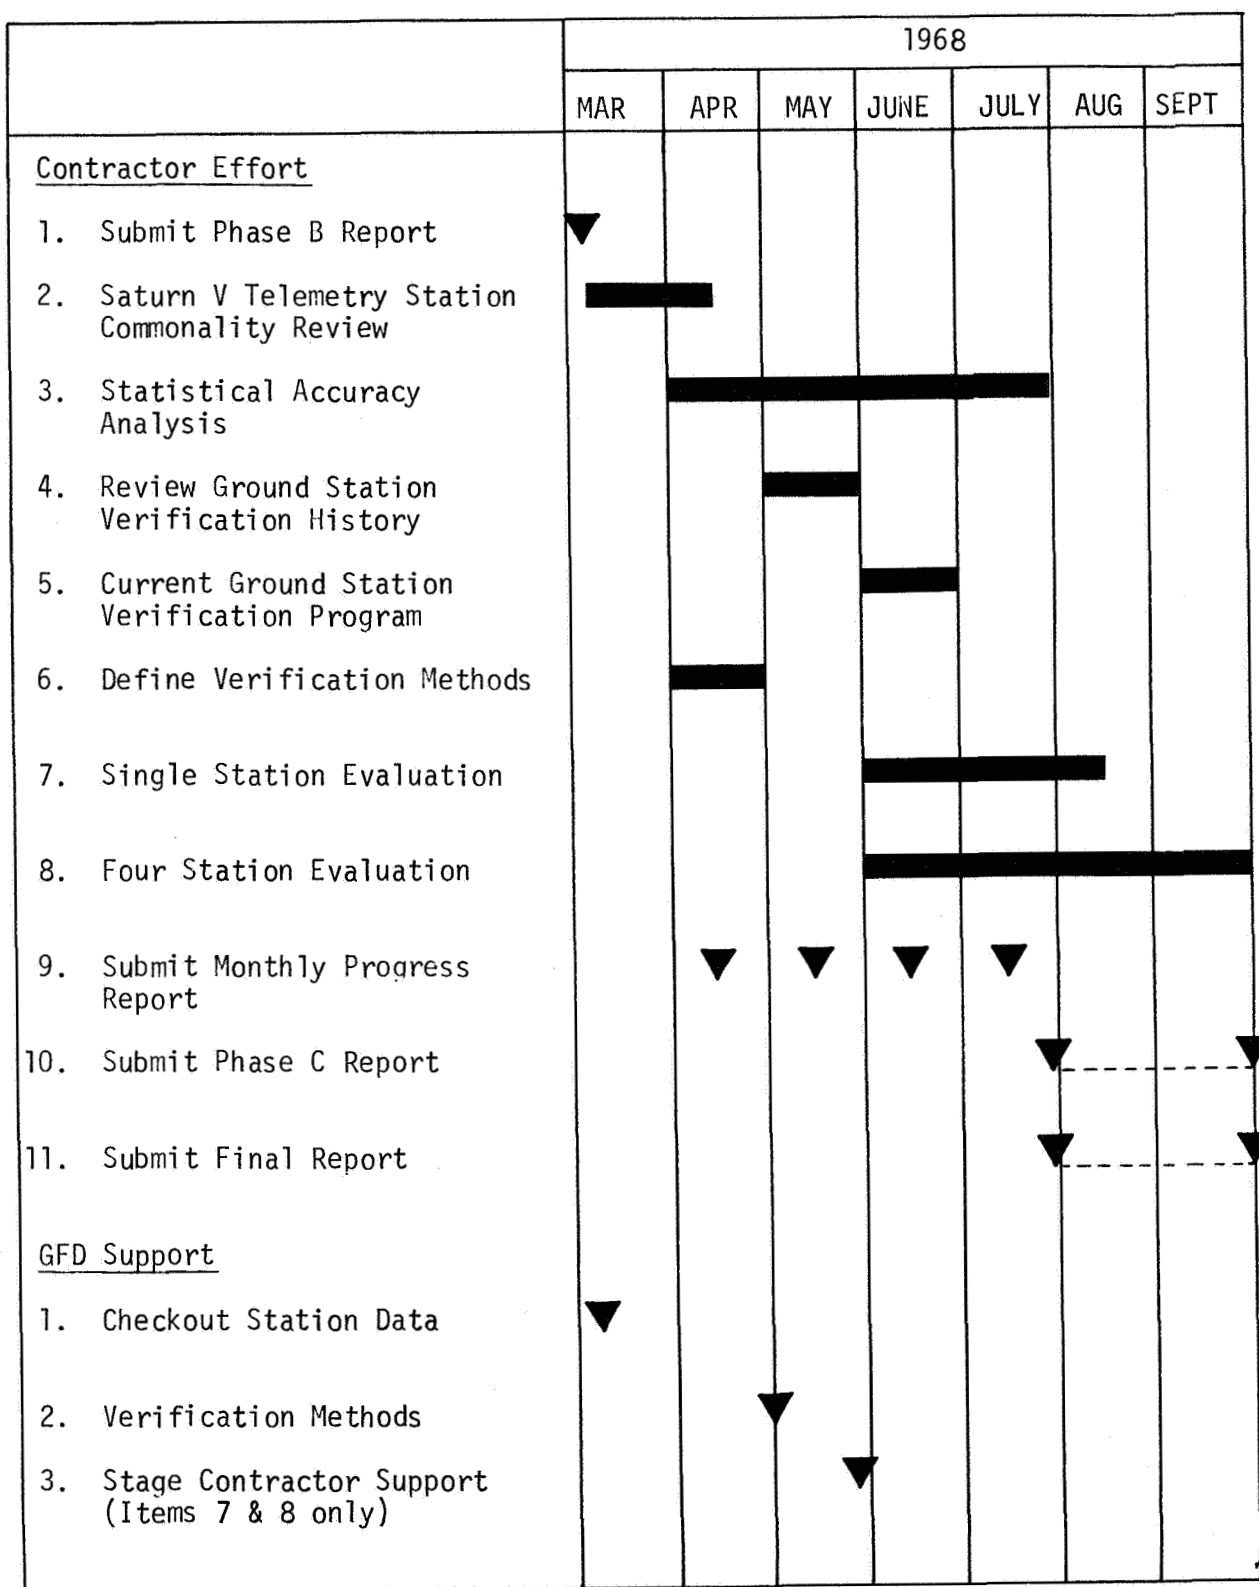 1968
MAR APR MAY JUNE JULY AUG SEPT
Contractor Effort
1. Submit Phase B Report
2. Saturn V Telemetry Station
Commonality Review
3. Statistical Accuracy
Analysis
4. Review Ground Station
Verification History
5. Current Ground Station
Verification Program
6. Define Verification Methods
7. Single Station Evaluation
8. Four Station Evaluation
9. Submit Monthly Progress
Report
10. Submit Phase C Report
11. Submit Final Report
GFD Support
1. Checkout Station Data
2. Verification Methods
3. Stage Contractor Support
(Items 7 & 8 only)